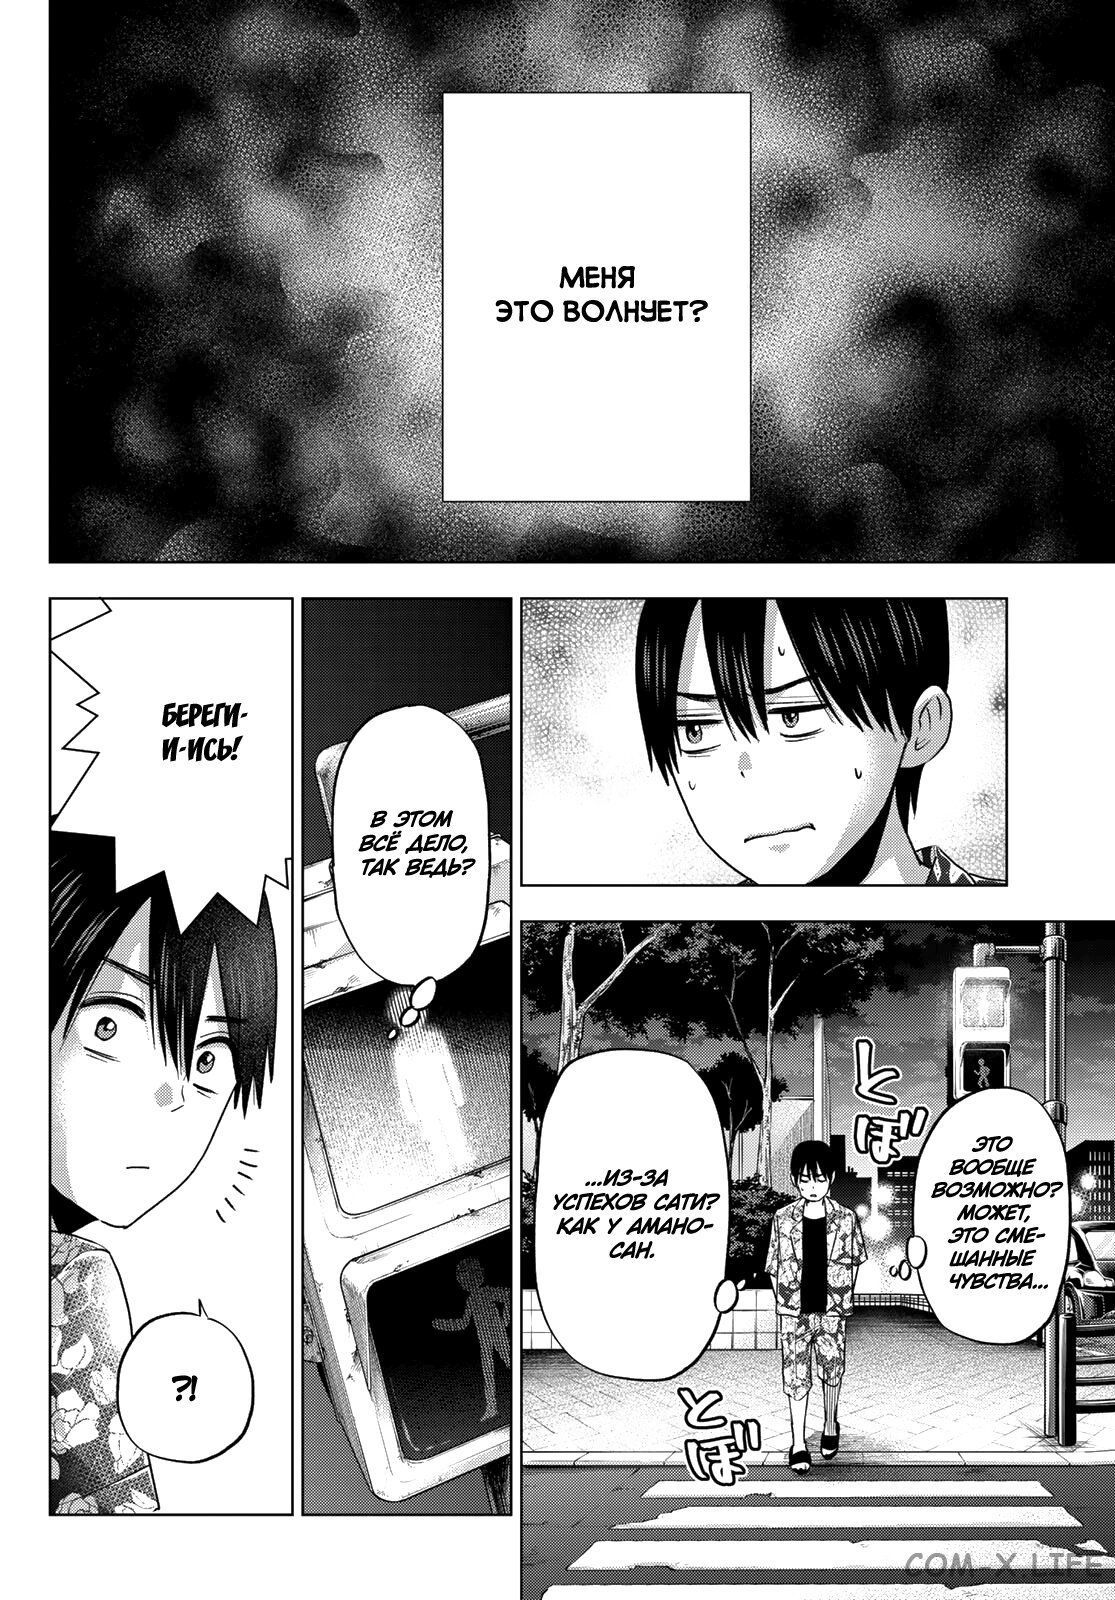 МЕНЯ
ЭТО ВОЛНУЕТ?
ЭТО
ВООБЩЕ
ВОЗМОЖНО?
МОЖЕТ,
ЭТО СМЕ-
ШАННЫЕ
ЧУВСТВА...
とぼ
...ИЗ-ЗА
УСПЕХОВ САТИ?
КАК У АМАНО-
САН.
とぼ
В ЭТОМ
ВСЁ ДЕЛО,
ТАК ВЕДЬ?
БЕРЕГИ-
И-ИСЬ!
?!
COM-X.LIFE